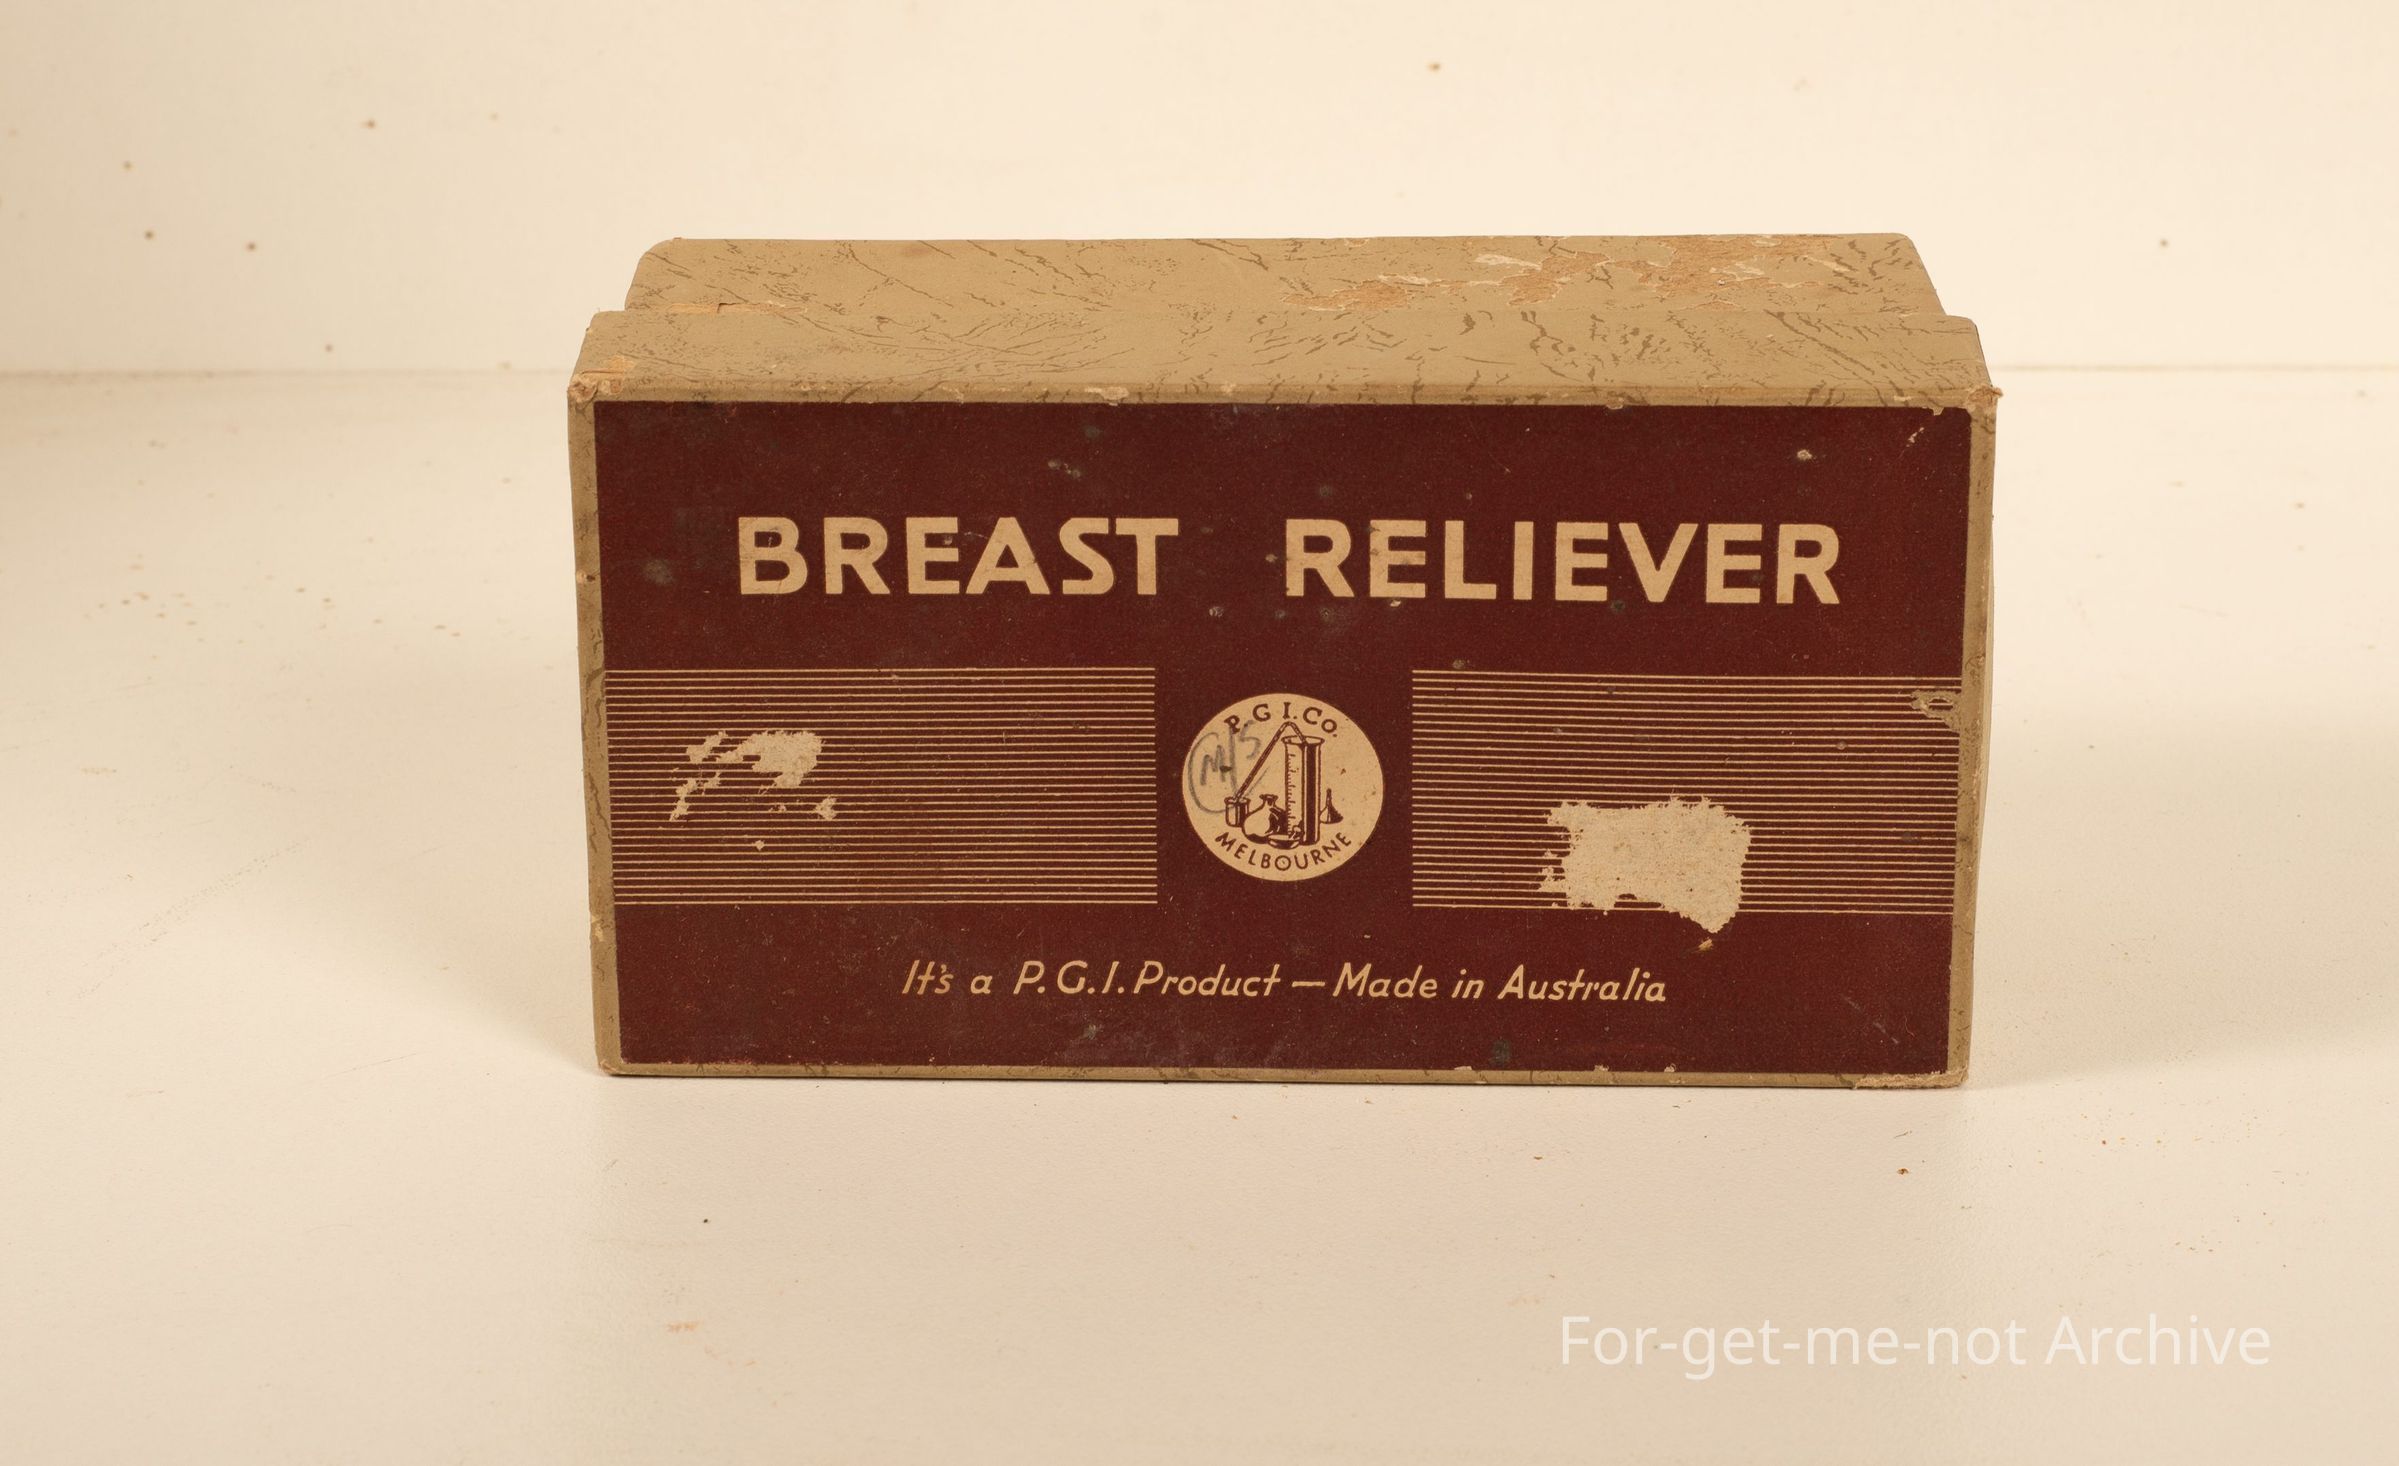 BREAST RELIEVER
P.G I.Co.
M/S
MELBOURNE
It's a P.G.I. Product — Made in Australia
For-get-me-not Archive